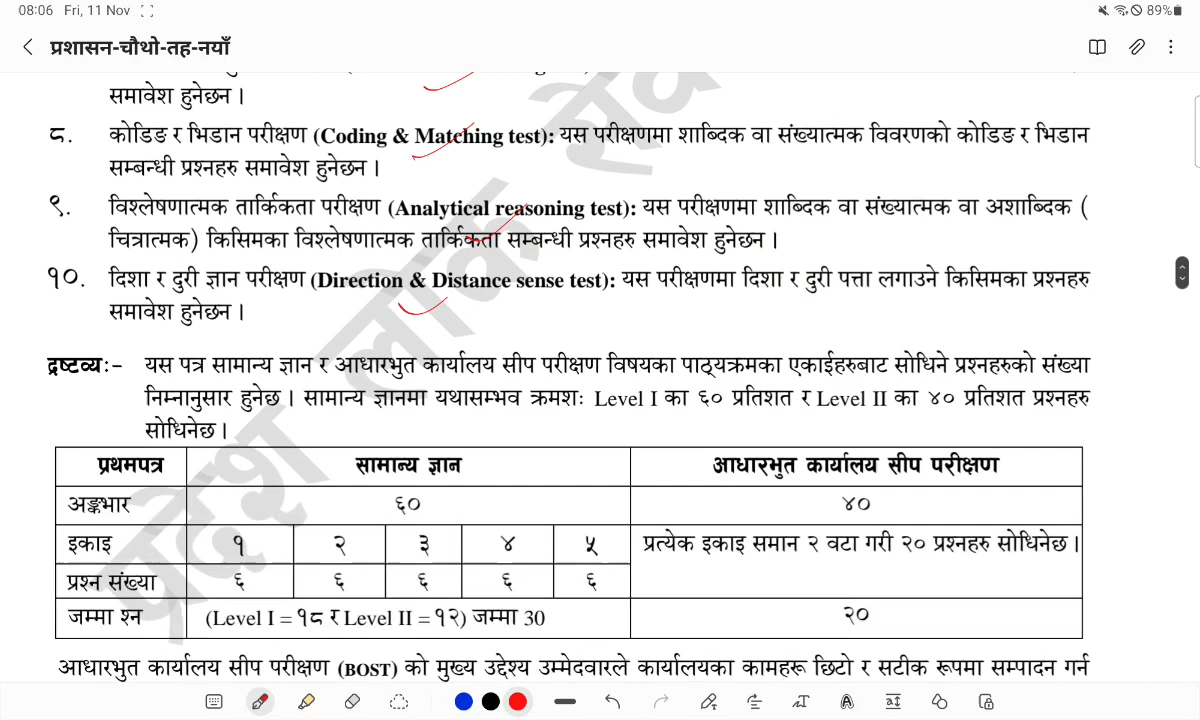 08:06 Fri, 11 Nov 89%
प्रशासन-चौथो-तह-नयाँ
समावेश हुनेछन ।
८. कोडिङ र भिडान परीक्षण (Coding & Matching test): यस परीक्षणमा शाब्दिक वा संख्यात्मक विवरणको कोडिङ र भिडान
सम्बन्धी प्रश्नहरु समावेश हुनेछन ।
९. विश्लेषणात्मक तार्किकता परीक्षण (Analytical reasoning test): यस परीक्षणमा शाब्दिक वा संख्यात्मक वा अशाब्दिक (
चित्रात्मक) किसिमका विश्लेषणात्मक तार्किकता सम्बन्धी प्रश्नहरु समावेश हुनेछन ।
१०. दिशा र दुरी ज्ञान परीक्षण (Direction & Distance sense test): यस परीक्षणमा दिशा र दुरी पत्ता लगाउने किसिमका प्रश्नहरु
समावेश हुनेछन ।
द्रष्टव्यः- यस पत्र सामान्य ज्ञान र आधारभुत कार्यालय सीप परीक्षण विषयका पाठ्यक्रमका एकाईहरुबाट सोधिने प्रश्नहरुको संख्या
निम्नानुसार हुनेछ । सामान्य ज्ञानमा यथासम्भव क्रमशः Level I का ६० प्रतिशत र Level II का ४० प्रतिशत प्रश्नहरु
सोधिनेछ ।
प्रथमपत्र सामान्य ज्ञान आधारभुत कार्यालय सीप परीक्षण
अङ्कभार ६० ४०
इकाइ १ २ ३ ४ ५ प्रत्येक इकाइ समान २ वटा गरी २० प्रश्नहरु सोधिनेछ ।
प्रश्न संख्या ६ ६ ६ ६ ६
जम्मा श्न (Level I = १८ र Level II = १२) जम्मा 30 २०
आधारभुत कार्यालय सीप परीक्षण (BOST) को मुख्य उद्देश्य उम्मेदवारले कार्यालयका कामहरू छिटो र सटीक रूपमा सम्पादन गर्न
प्रदेश लोक सेव